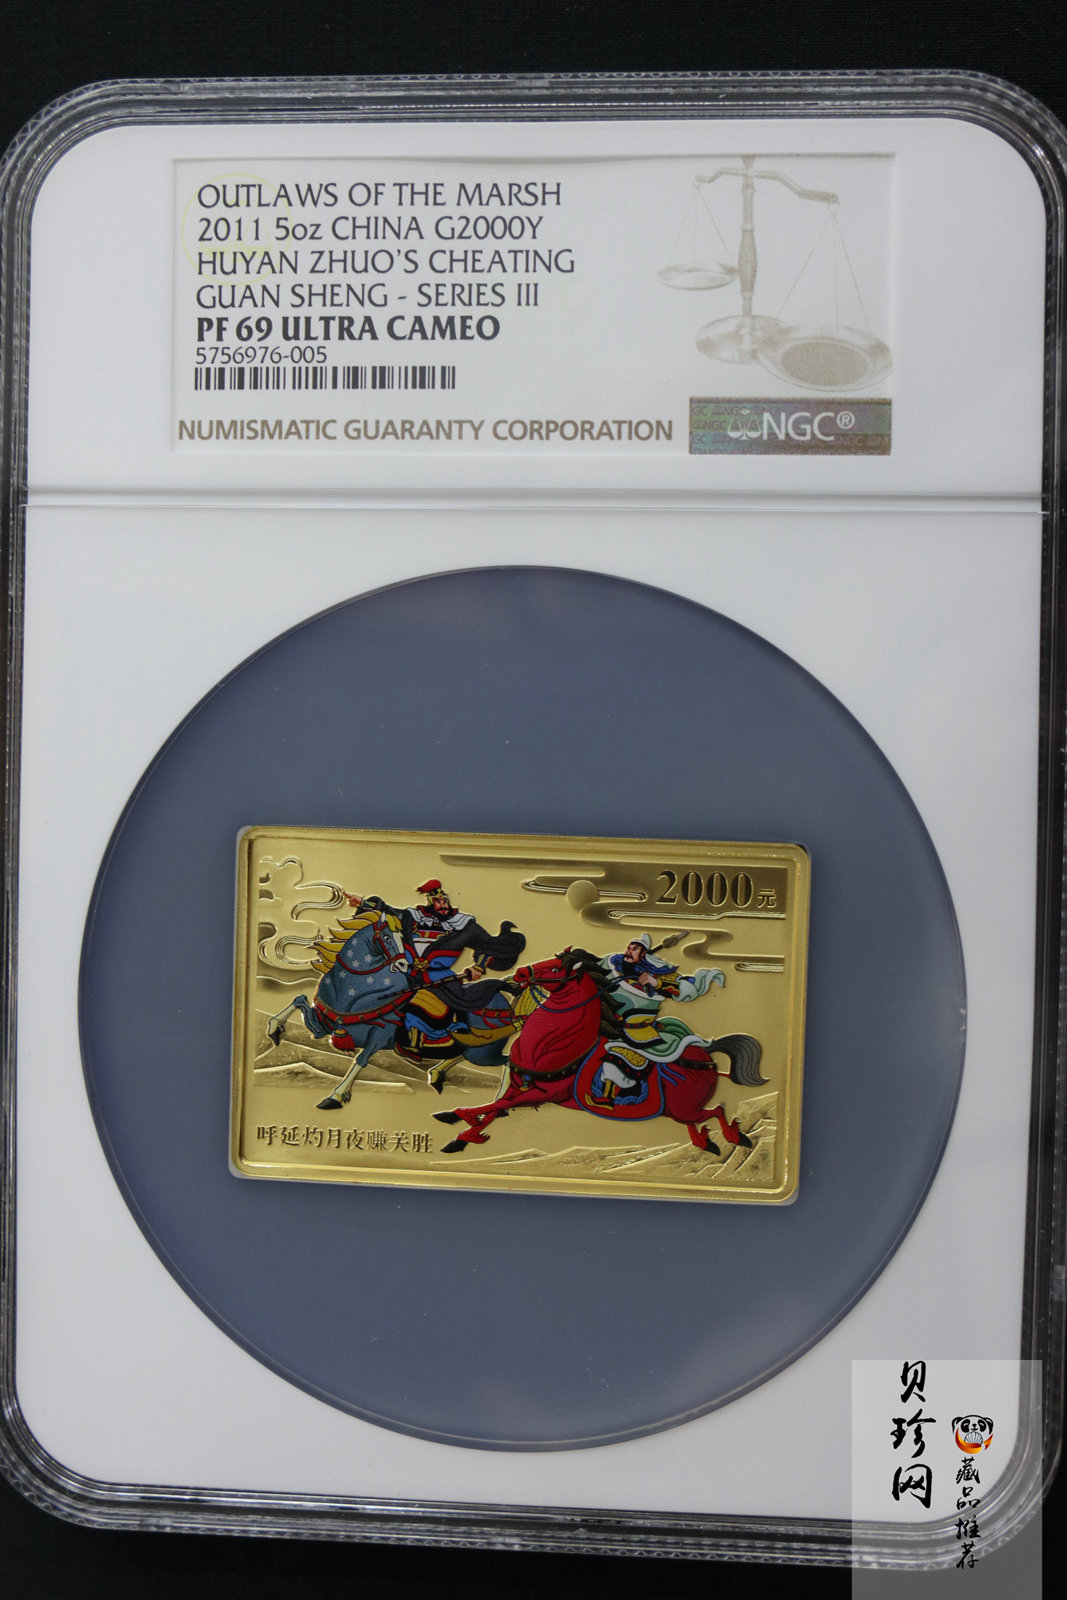 OUTLAWS OF THE MARSH
2011 5oz CHINA G2000Y
HUYAN ZHUO'S CHEATING
GUAN SHENG - SERIES III
PF 69 ULTRA CAMEO
5756976-005
NUMISMATIC GUARANTY CORPORATION
NGC®
2000元
呼延灼月夜赚关胜
贝珍网
藏品推荐